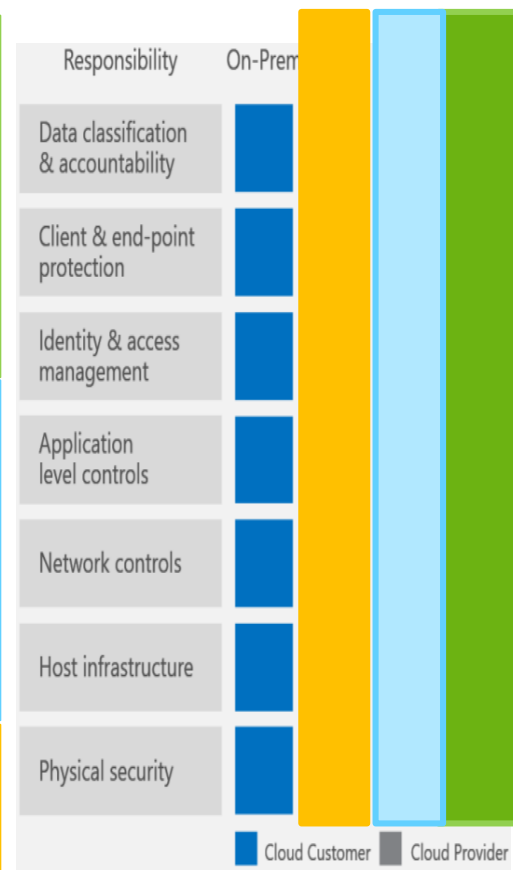 Responsibility On-Prem
Data classification
& accountability
Client & end-point
protection
Identity & access
management
Application
level controls
Network controls
Host infrastructure
Physical security
Cloud Customer Cloud Provider